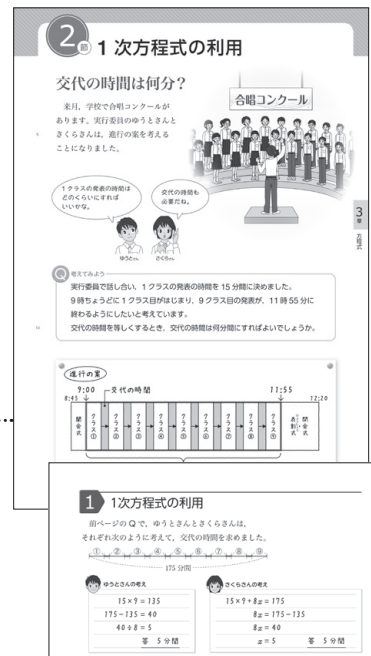 2節 1次方程式の利用
交代の時間は何分？
来月，学校で合唱コンクールが
あります。実行委員のゆうとさんと
さくらさんは，進行の案を考える
ことになりました。
合唱コンクール
1クラスの発表の時間は
どのくらいにすれば
いいかな。
交代の時間も
必要だね。
ゆうとさん
さくらさん
3章 方程式
Q 考えてみよう
実行委員で話し合い，1クラスの発表の時間を15分間に決めました。
9時ちょうどに1クラス目がはじまり，9クラス目の発表が，11時55分に
終わるようにしたいと考えています。
交代の時間を等しくするとき，交代の時間は何分間にすればよいでしょうか。
進行の案
9:00 交代の時間 11:55
8:45 12:20
開会式 クラス① クラス② クラス③ クラス④ クラス⑤ クラス⑥ クラス⑦ クラス⑧ クラス⑨ 表彰式 閉会式
1 1次方程式の利用
前ページのQで，ゆうとさんとさくらさんは，
それぞれ次のように考えて，交代の時間を求めました。
① ② ③ ④ ⑤ ⑥ ⑦ ⑧ ⑨
175分間
ゆうとさんの考え
15×9＝135
175－135＝40
40÷8＝5
答 5分間
さくらさんの考え
15×9＋8x＝175
8x＝175－135
8x＝40
x＝5 答 5分間